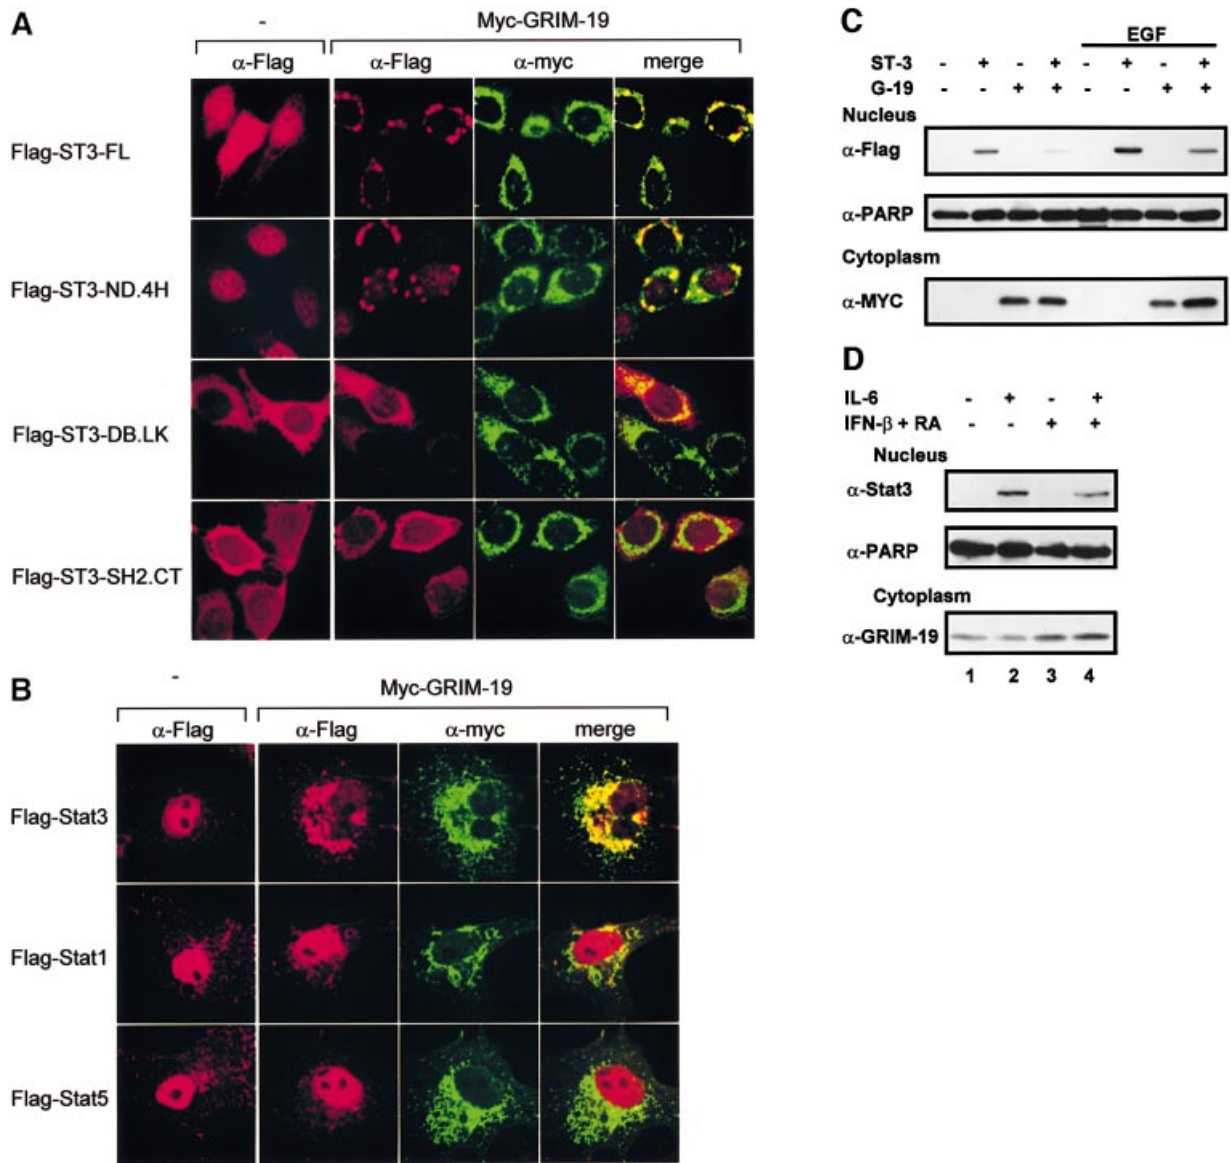 A
-
Myc-GRIM-19
α-Flag α-Flag α-myc merge
Flag-ST3-FL
Flag-ST3-ND.4H
Flag-ST3-DB.LK
Flag-ST3-SH2.CT
B
-
Myc-GRIM-19
α-Flag α-Flag α-myc merge
Flag-Stat3
Flag-Stat1
Flag-Stat5
C
EGF
ST-3 - + - + - + - +
G-19 - - + + - - + +
Nucleus
α-Flag
α-PARP
Cytoplasm
α-MYC
D
IL-6 - + - +
IFN-β + RA - - + +
Nucleus
α-Stat3
α-PARP
Cytoplasm
α-GRIM-19
1 2 3 4